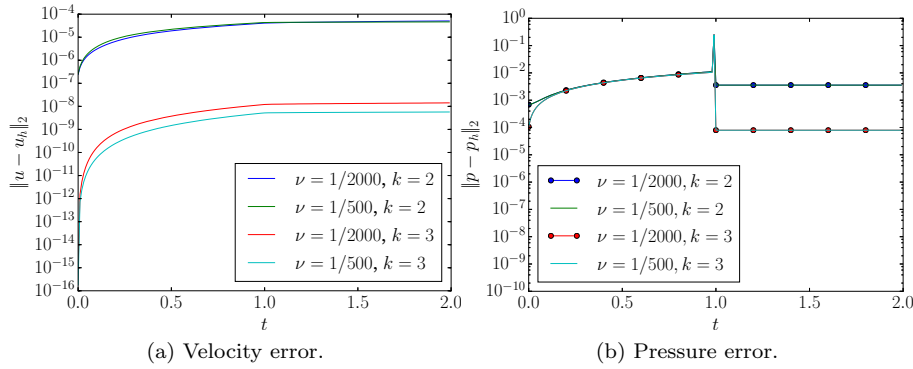 10^{-4}
10^{-5}
10^{-6}
10^{-7}
10^{-8}
10^{-9}
10^{-10}
10^{-11}
10^{-12}
10^{-13}
10^{-14}
10^{-15}
10^{-16}
‖u − u_h‖_2
ν = 1/2000, k = 2
ν = 1/500, k = 2
ν = 1/2000, k = 3
ν = 1/500, k = 3
0.0 0.5 1.0 1.5 2.0
t
(a) Velocity error.
10^0
10^{-1}
10^{-2}
10^{-3}
10^{-4}
10^{-5}
10^{-6}
10^{-7}
10^{-8}
10^{-9}
10^{-10}
‖p − p_h‖_2
ν = 1/2000, k = 2
ν = 1/500, k = 2
ν = 1/2000, k = 3
ν = 1/500, k = 3
0.0 0.5 1.0 1.5 2.0
t
(b) Pressure error.